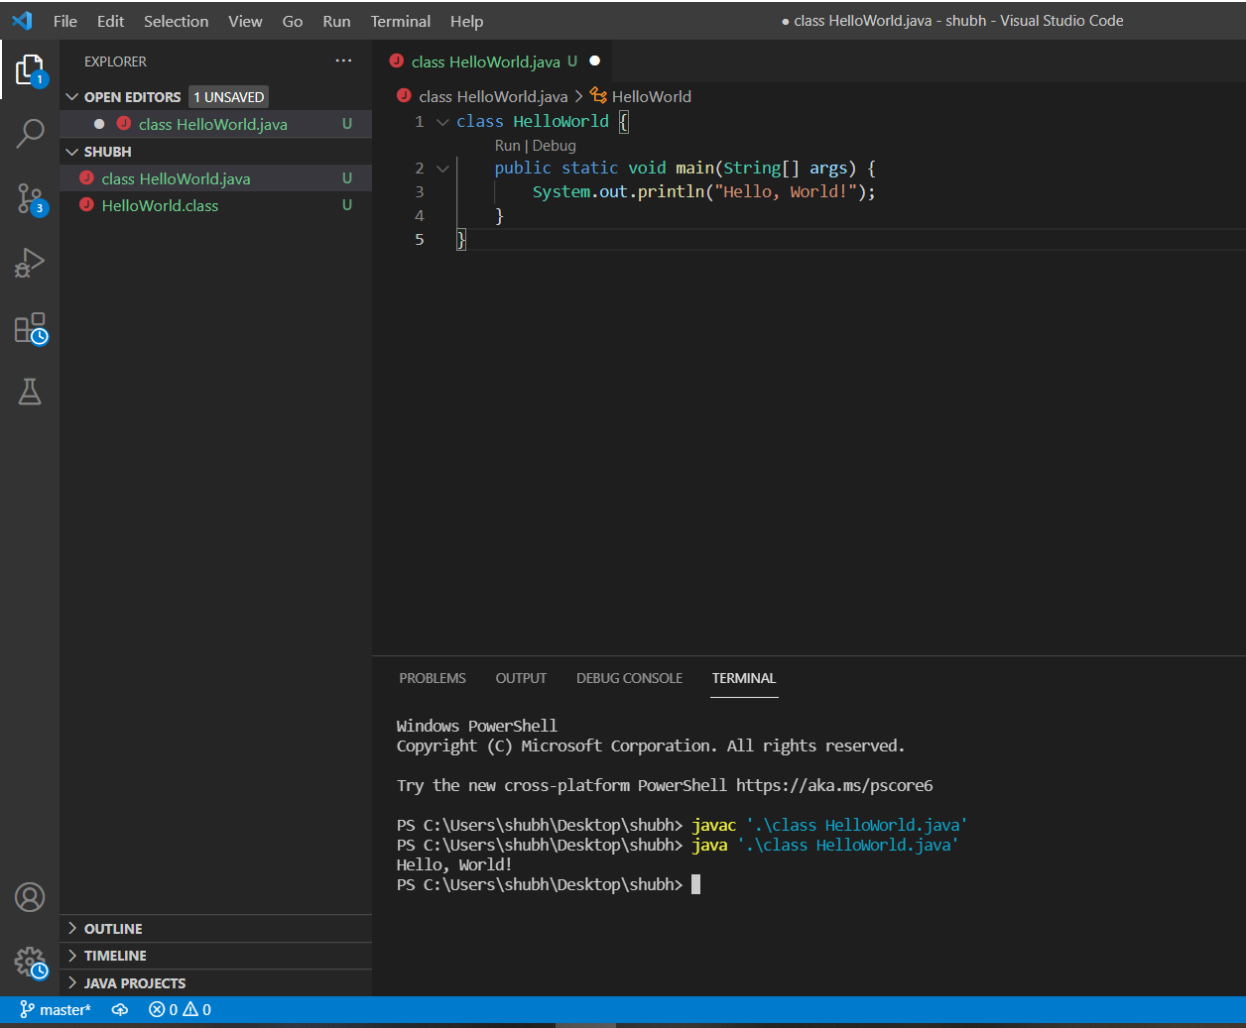 File Edit Selection View Go Run Terminal Help
● class HelloWorld.java - shubh - Visual Studio Code
EXPLORER ···
OPEN EDITORS 1 UNSAVED
● class HelloWorld.java U
SHUBH
class HelloWorld.java U
HelloWorld.class U
OUTLINE
TIMELINE
JAVA PROJECTS
1
3
class HelloWorld.java U ●
class HelloWorld.java > HelloWorld
1 class HelloWorld {
Run | Debug
2 public static void main(String[] args) {
3 System.out.println("Hello, World!");
4 }
5 }
PROBLEMS OUTPUT DEBUG CONSOLE TERMINAL
Windows PowerShell
Copyright (C) Microsoft Corporation. All rights reserved.
Try the new cross-platform PowerShell https://aka.ms/pscore6
PS C:\Users\shubh\Desktop\shubh> javac '.\class HelloWorld.java'
PS C:\Users\shubh\Desktop\shubh> java '.\class HelloWorld.java'
Hello, World!
PS C:\Users\shubh\Desktop\shubh>
master* 0 0